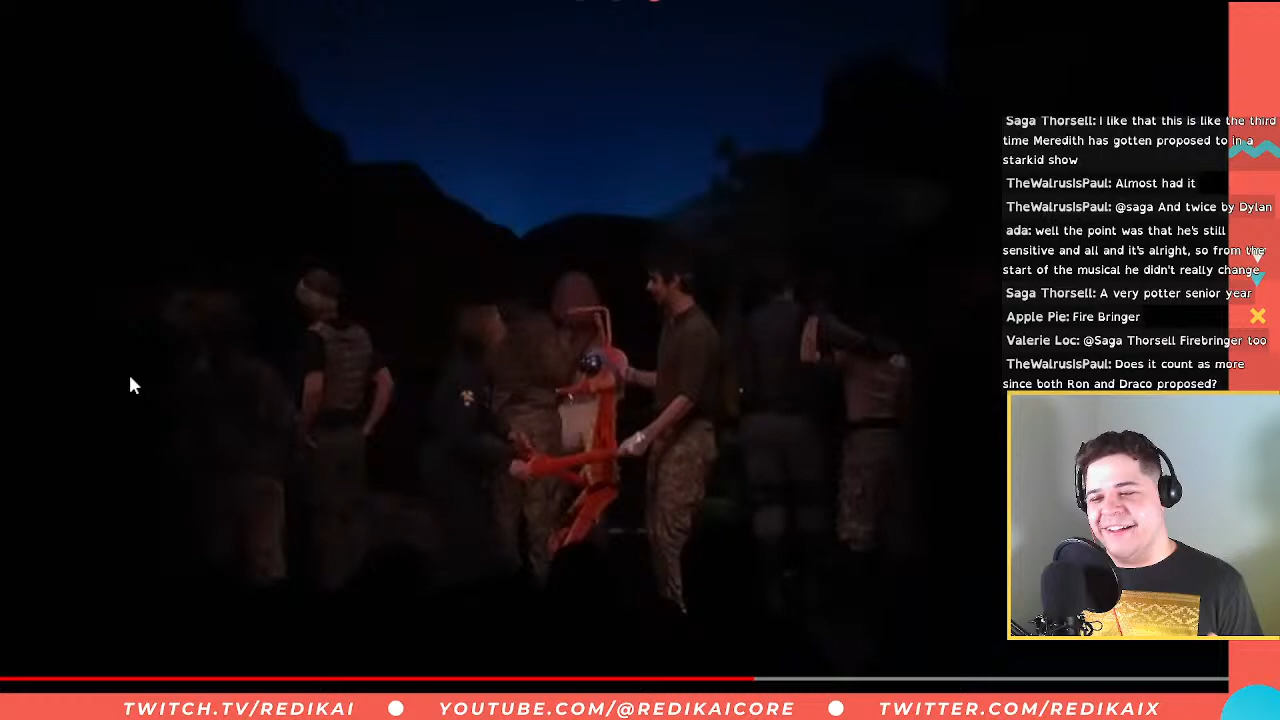 Saga Thorsell: I like that this is like the third
time Meredith has gotten proposed to in a
starkid show
TheWalrusIsPaul: Almost had it
TheWalrusIsPaul: @saga And twice by Dylan
ada: well the point was that he's still
sensitive and all and it's alright, so from the
start of the musical he didn't really change
Saga Thorsell: A very potter senior year
Apple Pie: Fire Bringer
Valerie Loc: @Saga Thorsell Firebringer too
TheWalrusIsPaul: Does it count as more
since both Ron and Draco proposed?
TWITCH.TV/REDIKAI
YOUTUBE.COM/@REDIKAICORE
TWITTER.COM/REDIKAIX